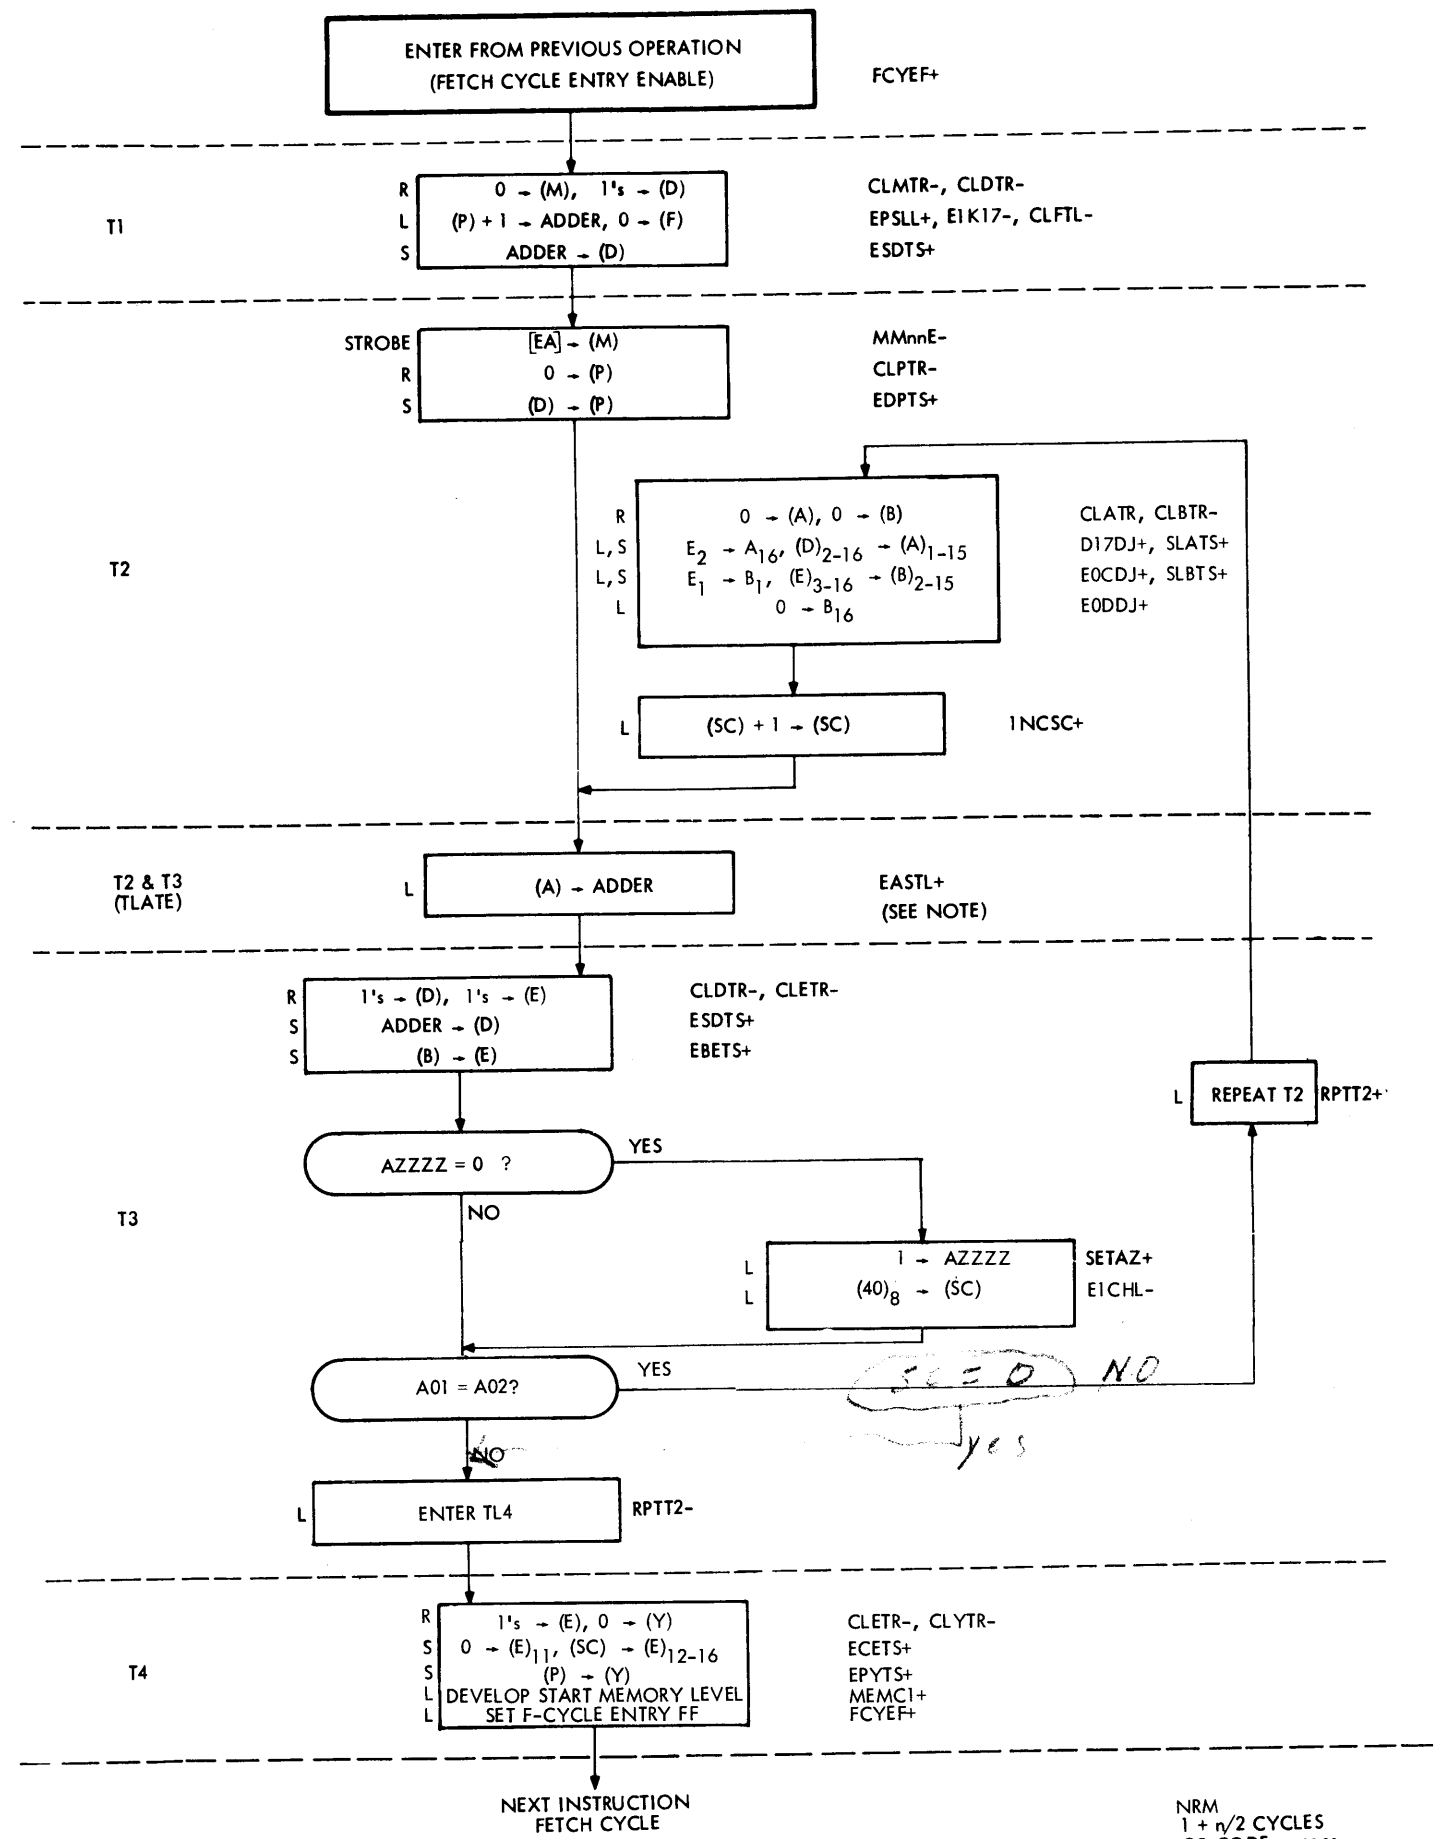 ENTER FROM PREVIOUS OPERATION
(FETCH CYCLE ENTRY ENABLE)
FCYEF+
T1
R 0 → (M), 1's → (D) CLMTR-, CLDTR-
L (P) + 1 → ADDER, 0 → (F) EPSLL+, E1K17-, CLFTL-
S ADDER → (D) ESDTS+
STROBE [EA] → (M) MMnnE-
R 0 → (P) CLPTR-
S (D) → (P) EDPTS+
T2
R 0 → (A), 0 → (B) CLATR, CLBTR-
L, S E2 → A16, (D)2-16 → (A)1-15 D17DJ+, SLATS+
L, S E1 → B1, (E)3-16 → (B)2-15 E0CDJ+, SLBTS+
L 0 → B16 E0DDJ+
L (SC) + 1 → (SC) 1NCSC+
T2 & T3
(TLATE)
L (A) → ADDER EASTL+
(SEE NOTE)
R 1's → (D), 1's → (E) CLDTR-, CLETR-
S ADDER → (D) ESDTS+
S (B) → (E) EBETS+
L REPEAT T2 RPTT2+
AZZZZ = 0 ? YES
NO
T3
L 1 → AZZZZ SETAZ+
L (40)8 → (SC) E1CHL-
A01 = A02? YES
SC = 0 NO
yes
NO
L ENTER TL4 RPTT2-
T4
R 1's → (E), 0 → (Y) CLETR-, CLYTR-
S 0 → (E)11, (SC) → (E)12-16 ECETS+
S (P) → (Y) EPYTS+
L DEVELOP START MEMORY LEVEL MEMC1+
L SET F-CYCLE ENTRY FF FCYEF+
NEXT INSTRUCTION
FETCH CYCLE
NRM
1 + n/2 CYCLES